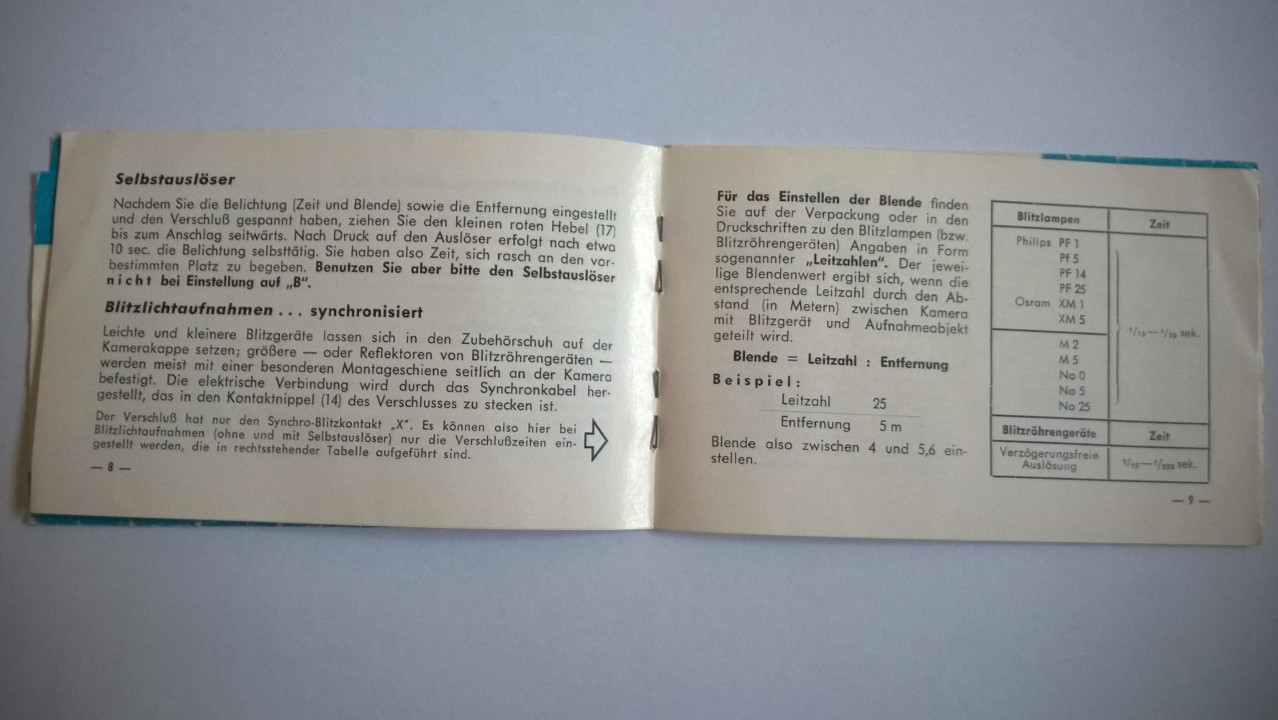 Selbstauslöser
Nachdem Sie die Belichtung (Zeit und Blende) sowie die Entfernung eingestellt
und den Verschluß gespannt haben, ziehen Sie den kleinen roten Hebel (17)
bis zum Anschlag seitwärts. Nach Druck auf den Auslöser erfolgt nach etwa
10 sec. die Belichtung selbsttätig. Sie haben also Zeit, sich rasch an den vor-
bestimmten Platz zu begeben. Benutzen Sie aber bitte den Selbstauslöser
nicht bei Einstellung auf „B".
Blitzlichtaufnahmen ... synchronisiert
Leichte und kleinere Blitzgeräte lassen sich in den Zubehörschuh auf der
Kamerakappe setzen; größere — oder Reflektoren von Blitzröhrengeräten —
werden meist mit einer besonderen Montageschiene seitlich an der Kamera
befestigt. Die elektrische Verbindung wird durch das Synchronkabel her-
gestellt, das in den Kontaktnippel (14) des Verschlusses zu stecken ist.
Der Verschluß hat nur den Synchro-Blitzkontakt „X". Es können also hier bei
Blitzlichtaufnahmen (ohne und mit Selbstauslöser) nur die Verschlußzeiten ein-
gestellt werden, die in rechtsstehender Tabelle aufgeführt sind.
— 8 —
Für das Einstellen der Blende finden
Sie auf der Verpackung oder in den
Druckschriften zu den Blitzlampen (bzw.
Blitzröhrengeräten) Angaben in Form
sogenannter „Leitzahlen". Der jewei-
lige Blendenwert ergibt sich, wenn die
entsprechende Leitzahl durch den Ab-
stand (in Metern) zwischen Kamera
mit Blitzgerät und Aufnahmeobjekt
geteilt wird.
Blende = Leitzahl : Entfernung
Beispiel:
Leitzahl 25
Entfernung 5 m
Blende also zwischen 4 und 5,6 ein-
stellen.
Blitzlampen Zeit
Philips PF 1
PF 5
PF 14
PF 25
Osram XM 1
XM 5
M 2
M 5
No 0
No 5
No 25
1/15—1/30 sek.
Blitzröhrengeräte Zeit
Verzögerungsfreie
Auslösung
1/15— sek.
— 9 —